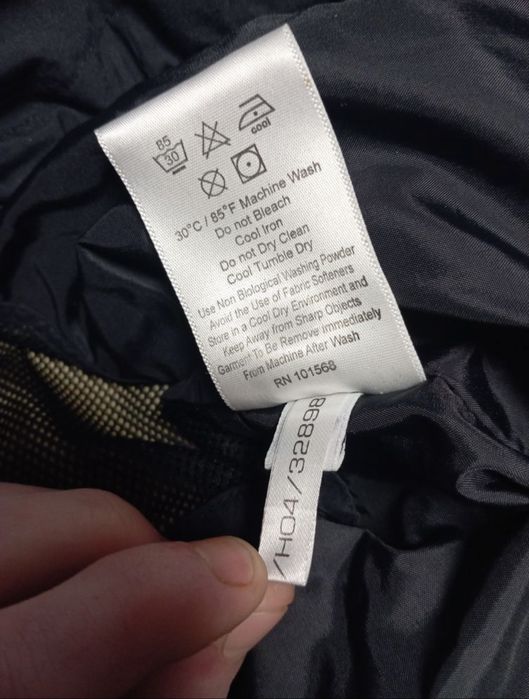 85
30
cool
30°C / 85°F Machine Wash
Do not Bleach
Cool Iron
Do not Dry Clean
Cool Tumble Dry
Use Non Biological Washing Powder
Avoid the Use of Fabric Softeners
Store in a Cool Dry Environment and
Keep Away from Sharp Objects
Garment To Be Remove immediately
From Machine After Wash
RN 101568
/H04/32898